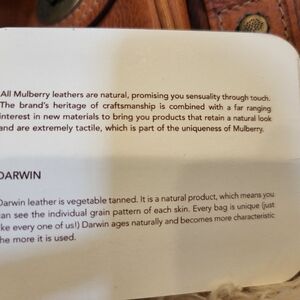 All Mulberry leathers are natural, promising you sensuality through touch.
The brand's heritage of craftsmanship is combined with a far ranging
interest in new materials to bring you products that retain a natural look
and are extremely tactile, which is part of the uniqueness of Mulberry.
DARWIN
Darwin leather is vegetable tanned. It is a natural product, which means you
can see the individual grain pattern of each skin. Every bag is unique (just
like every one of us!) Darwin ages naturally and becomes more characteristic
the more it is used.